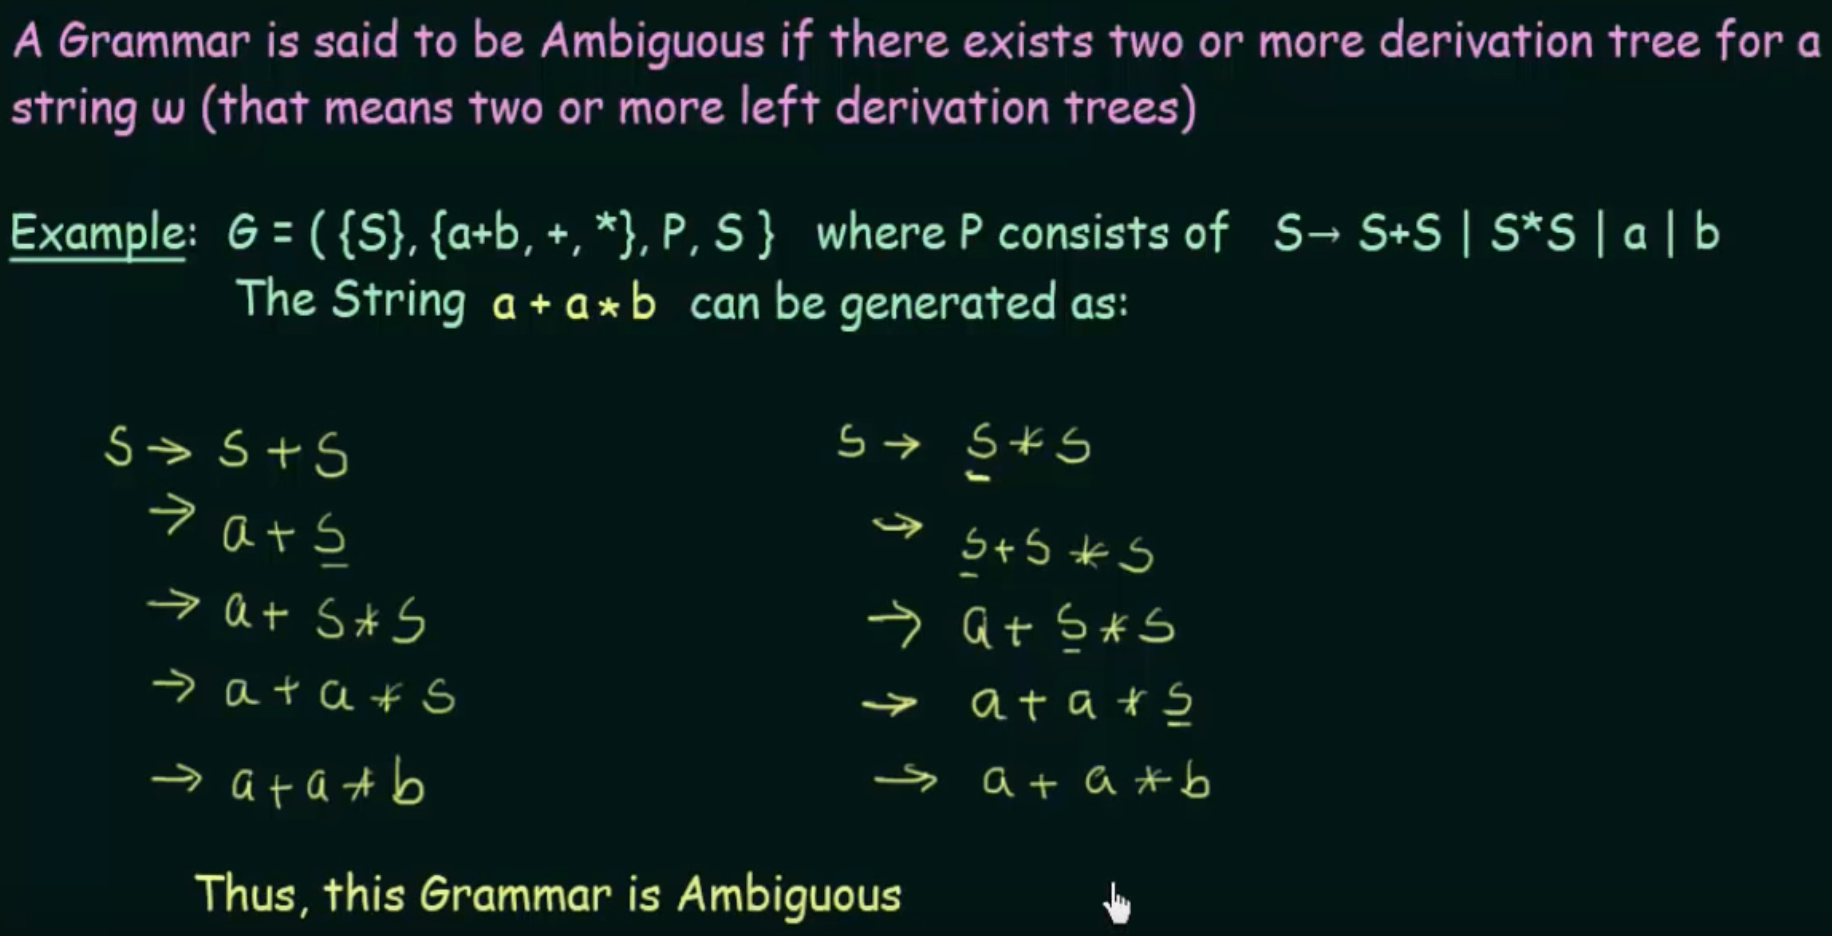 A Grammar is said to be Ambiguous if there exists two or more derivation tree for a
string w (that means two or more left derivation trees)
Example: G = ( {S}, {a+b, +, *}, P, S } where P consists of S→ S+S | S*S | a | b
The String a + a * b can be generated as:
S → S + S
→ a + S
→ a + S * S
→ a + a * S
→ a + a * b
S → S * S
→ S + S * S
→ a + S * S
→ a + a * S
→ a + a * b
Thus, this Grammar is Ambiguous